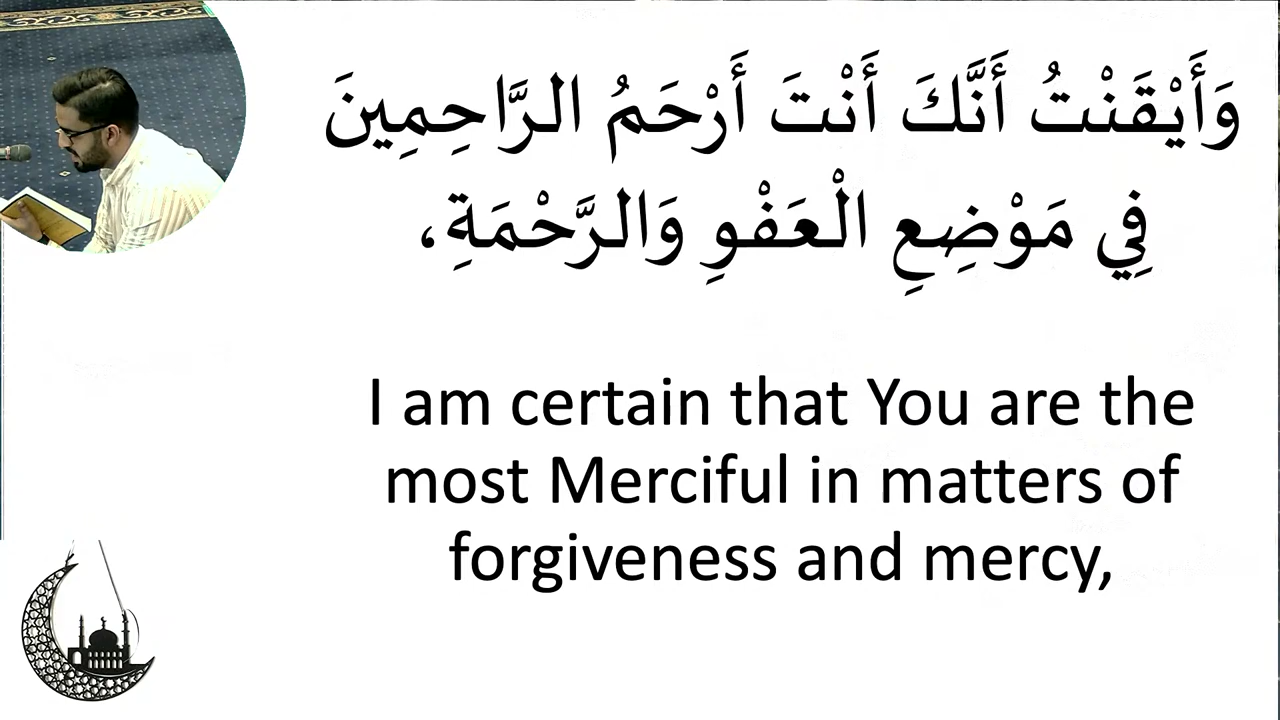 وَأَيْقَنْتُ أَنَّكَ أَنْتَ أَرْحَمُ الرَّاحِمِينَ
فِي مَوْضِعِ الْعَفْوِ وَالرَّحْمَةِ،
I am certain that You are the
most Merciful in matters of
forgiveness and mercy,